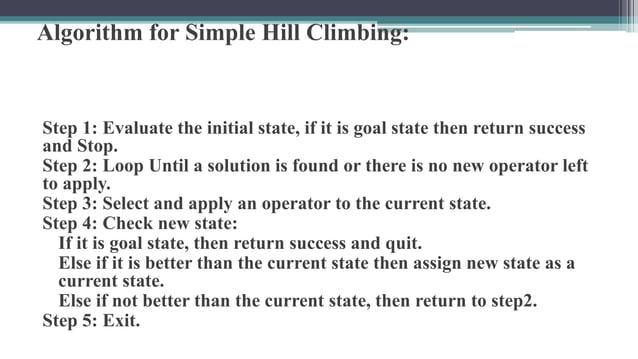 Algorithm for Simple Hill Climbing:
Step 1: Evaluate the initial state, if it is goal state then return success
and Stop.
Step 2: Loop Until a solution is found or there is no new operator left
to apply.
Step 3: Select and apply an operator to the current state.
Step 4: Check new state:
If it is goal state, then return success and quit.
Else if it is better than the current state then assign new state as a
current state.
Else if not better than the current state, then return to step2.
Step 5: Exit.